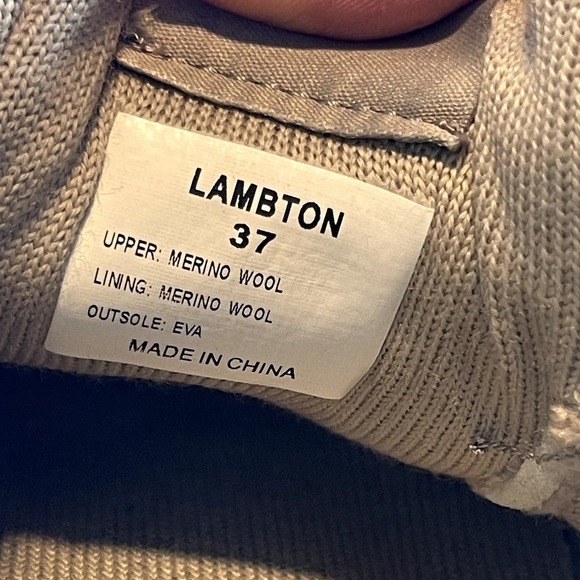 LAMBTON
37
UPPER: MERINO WOOL
LINING: MERINO WOOL
OUTSOLE: EVA
MADE IN CHINA